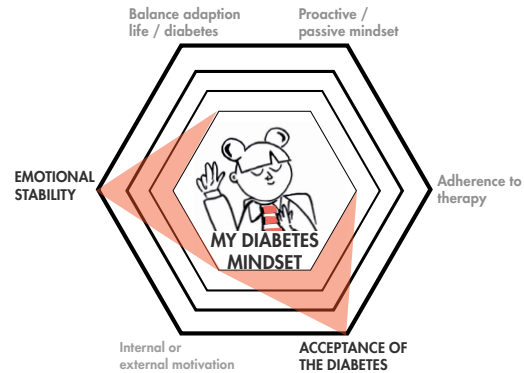 Balance adaption
life / diabetes
Proactive /
passive mindset
EMOTIONAL
STABILITY
Adherence to
therapy
MY DIABETES
MINDSET
Internal or
external motivation
ACCEPTANCE OF
THE DIABETES